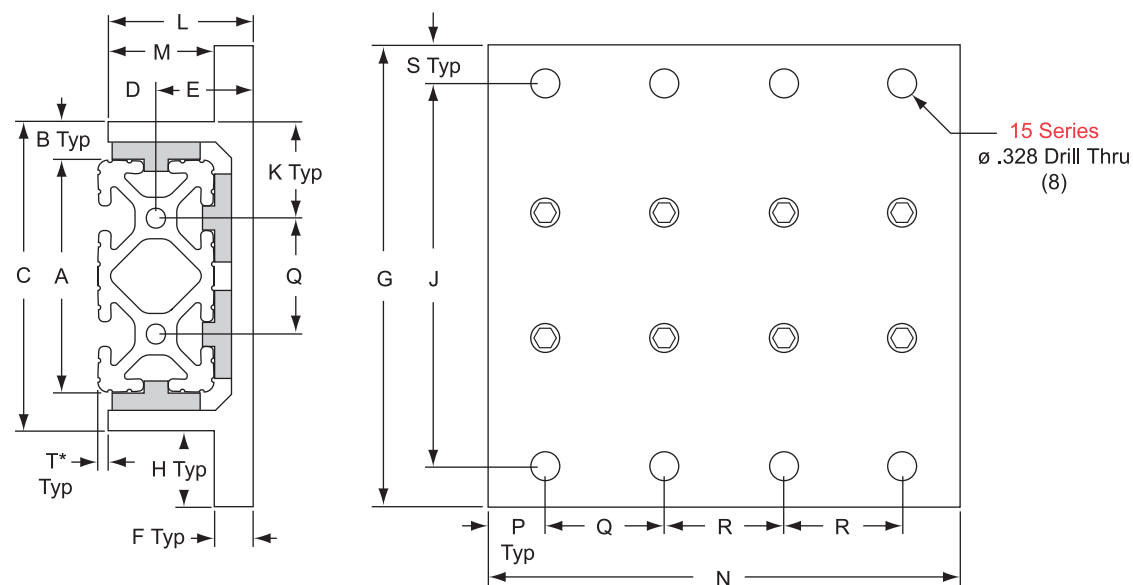 L
M
D
E
B Typ
K Typ
C
A
Q
T*
Typ
H Typ
F Typ
S Typ
G
J
15 Series
ø .328 Drill Thru
(8)
P
Typ
Q
R
R
N